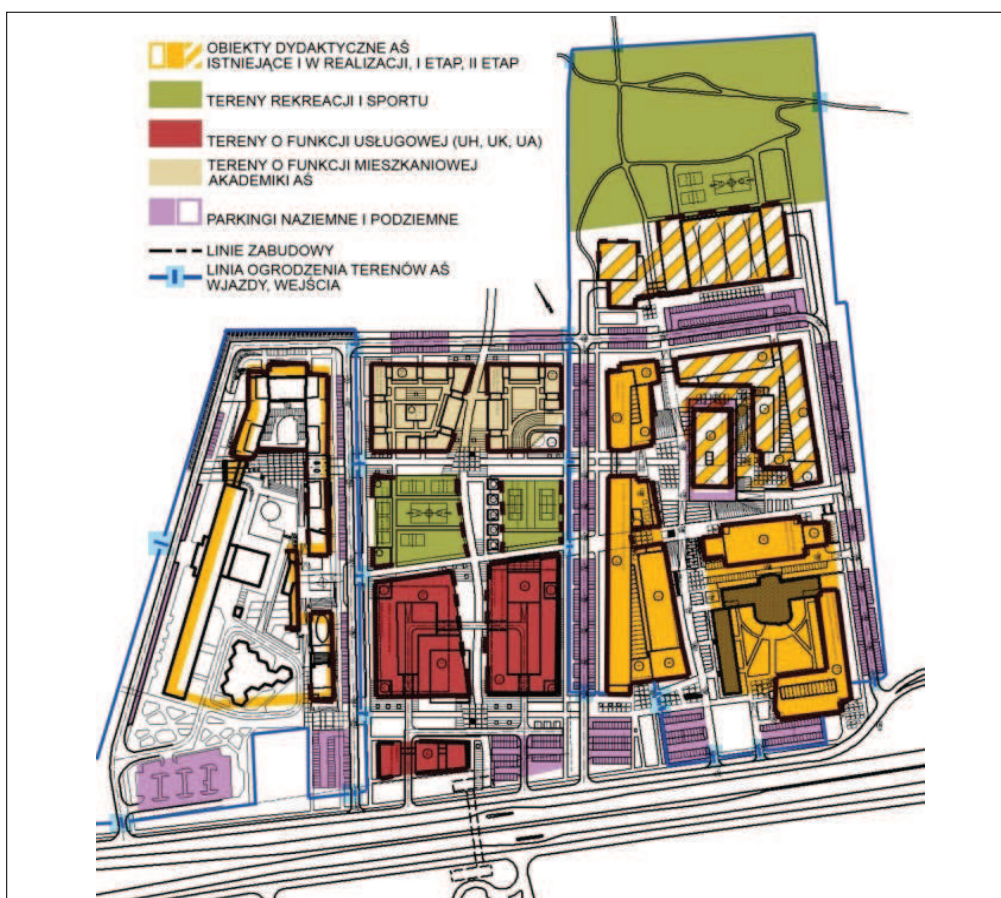 OBIEKTY DYDAKTYCZNE AŚ
ISTNIEJĄCE I W REALIZACJI, I ETAP, II ETAP
TERENY REKREACJI I SPORTU
TERENY O FUNKCJI USŁUGOWEJ (UH, UK, UA)
TERENY O FUNKCJI MIESZKANIOWEJ
AKADEMIKI AŚ
PARKINGI NAZIEMNE I PODZIEMNE
LINIE ZABUDOWY
LINIA OGRODZENIA TERENÓW AŚ
WJAZDY, WEJŚCIA